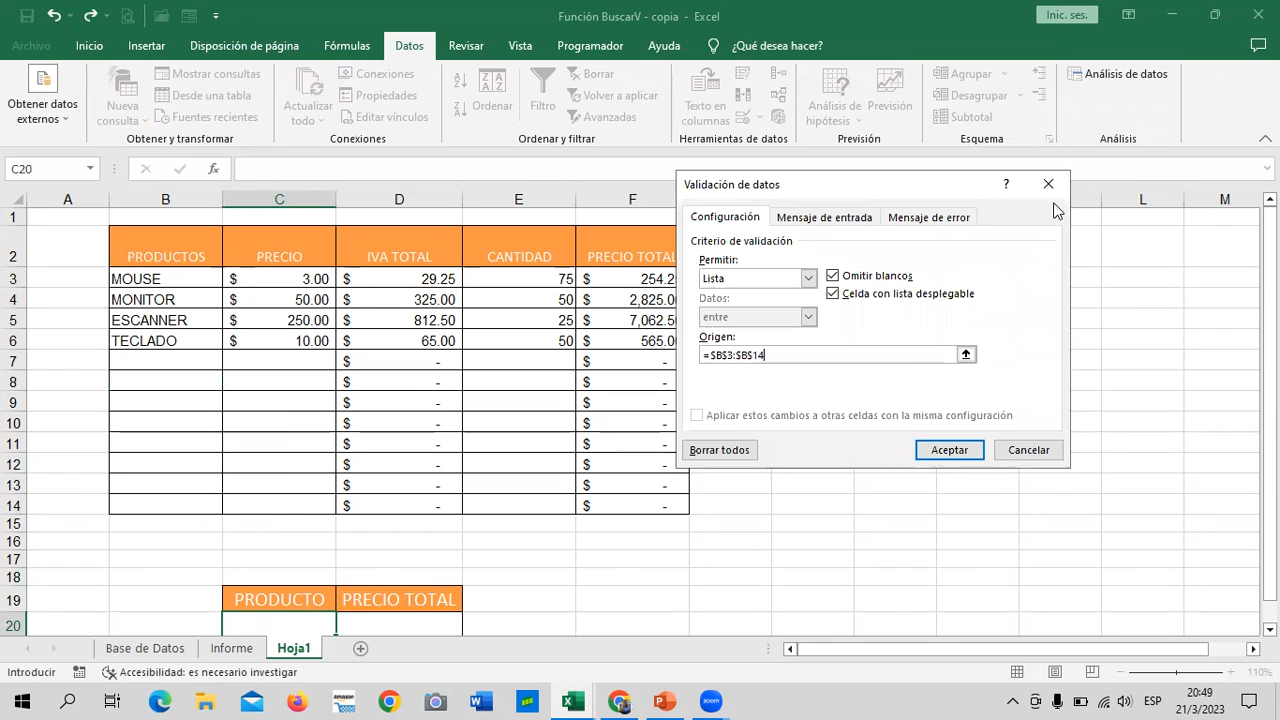 Función BuscarV - copia - Excel
Inic. ses.
Archivo Inicio Insertar Disposición de página Fórmulas Datos Revisar Vista Programador Ayuda ¿Qué desea hacer?
Obtener datos externos
Nueva consulta
Mostrar consultas
Desde una tabla
Fuentes recientes
Obtener y transformar
Actualizar todo
Conexiones
Propiedades
Editar vínculos
Conexiones
Ordenar
Filtro
Borrar
Volver a aplicar
Avanzadas
Ordenar y filtrar
Texto en columnas
Herramientas de datos
Análisis de hipótesis
Previsión
Previsión
Agrupar
Desagrupar
Subtotal
Esquema
Análisis de datos
Análisis
C20
fx
A B C D E F L M
1
2 PRODUCTOS PRECIO IVA TOTAL CANTIDAD PRECIO TOTAL
3 MOUSE $ 3.00 $ 29.25 75 $ 254.2
4 MONITOR $ 50.00 $ 325.00 50 $ 2,825.00
5 ESCANNER $ 250.00 $ 812.50 25 $ 7,062.50
6 TECLADO $ 10.00 $ 65.00 50 $ 565.00
7 $ - $ -
8 $ - $ -
9 $ - $ -
10 $ - $ -
11 $ - $ -
12 $ - $ -
13 $ - $ -
14 $ - $ -
15
16
17
18
19 PRODUCTO PRECIO TOTAL
20
Validación de datos ?
Configuración Mensaje de entrada Mensaje de error
Criterio de validación
Permitir:
Lista
Omitir blancos
Datos:
Celda con lista desplegable
entre
Origen:
=$B$3:$B$14
Aplicar estos cambios a otras celdas con la misma configuración
Borrar todos Aceptar Cancelar
Base de Datos Informe Hoja1
Introducir Accesibilidad: es necesario investigar 110%
ESP
20:49
21/3/2023